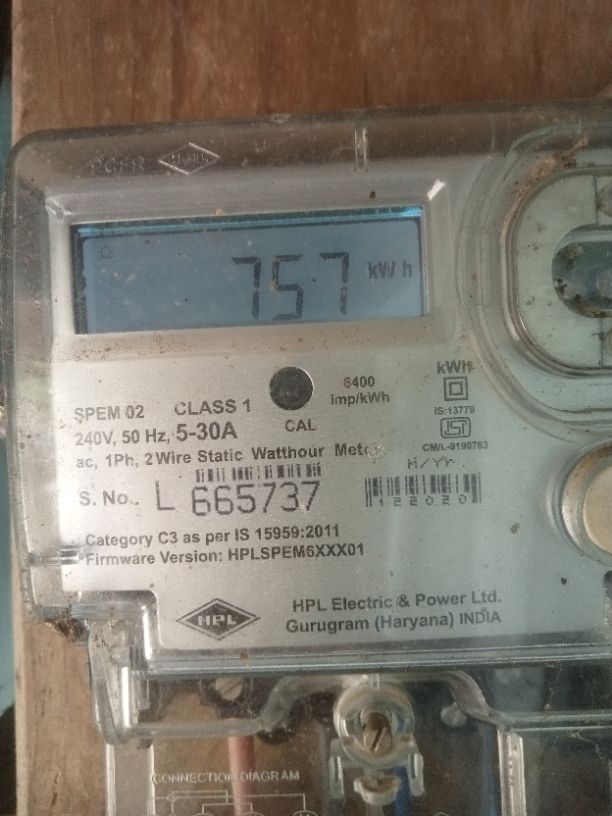 757 kWh
6400
imp/kWh
CAL
kWh
IS:13779
CM/L-9190783
SPEM 02 CLASS 1
240V, 50 Hz, 5-30A
ac, 1Ph, 2 Wire Static Watthour Meter
M/Yr.
S. No. L 665737
122020
Category C3 as per IS 15959:2011
Firmware Version: HPLSPEM6XXX01
HPL
HPL Electric & Power Ltd.
Gurugram (Haryana) INDIA
CONNECTION DIAGRAM